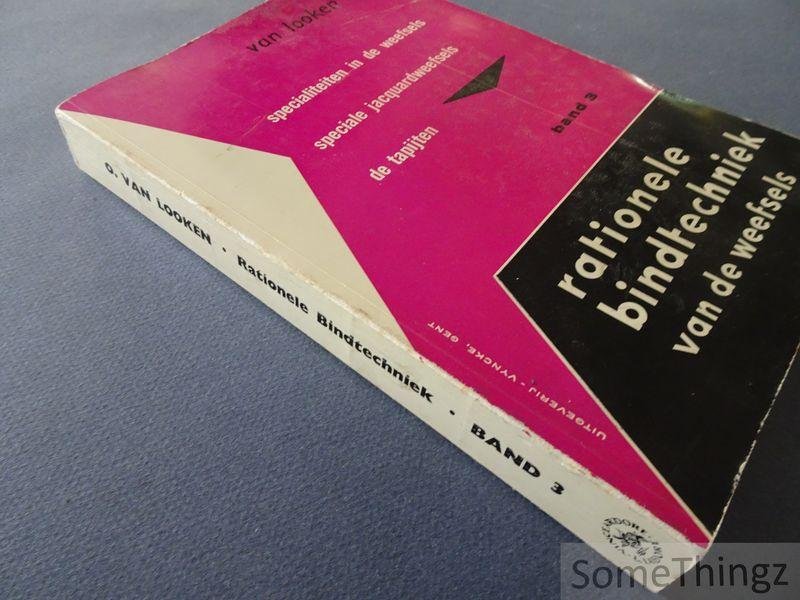 van looken
specialiteiten in de weefsels
speciale jacquardweefsels
de tapijten
band 3
rationele
bindtechniek
van de weefsels
UITGEVERIJ - VYNCKE, GENT
O. VAN LOOKEN · Rationele Bindtechniek · BAND 3
SomeThingz